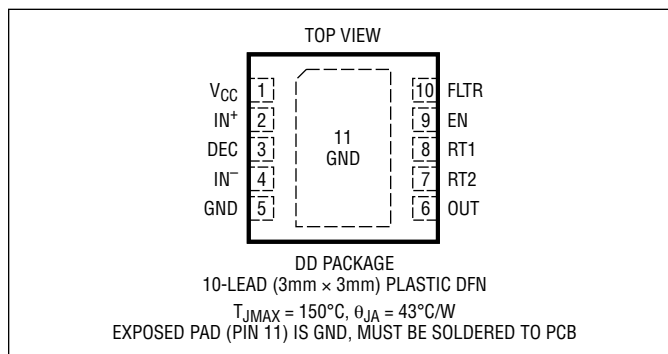 TOP VIEW
V_CC 1 10 FLTR
IN⁺ 2 9 EN
DEC 3 8 RT1
IN⁻ 4 7 RT2
GND 5 6 OUT
11
GND
DD PACKAGE
10-LEAD (3mm × 3mm) PLASTIC DFN
T_JMAX = 150°C, θ_JA = 43°C/W
EXPOSED PAD (PIN 11) IS GND, MUST BE SOLDERED TO PCB